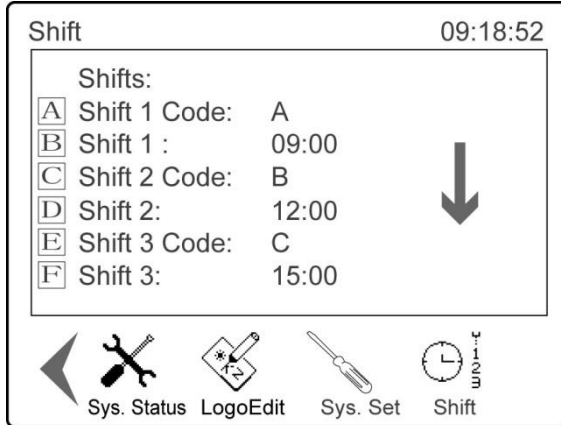 Shift 09:18:52
Shifts:
A Shift 1 Code: A
B Shift 1 : 09:00
C Shift 2 Code: B
D Shift 2: 12:00
E Shift 3 Code: C
F Shift 3: 15:00
Sys. Status LogoEdit Sys. Set Shift